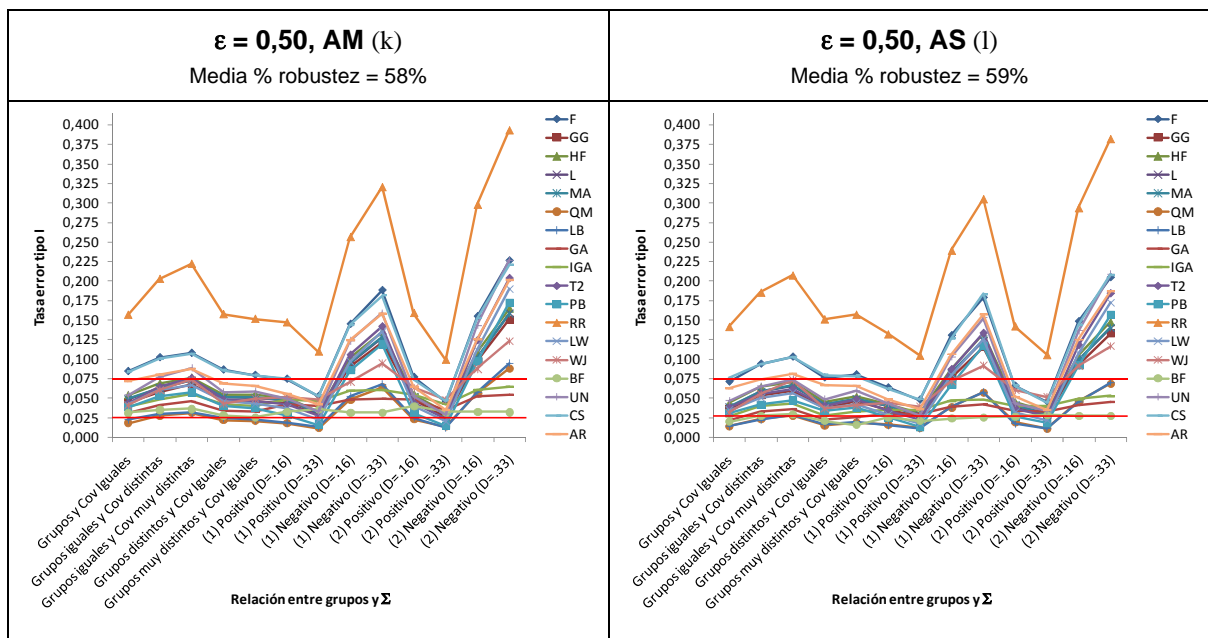 ε = 0,50, AM (k)
Media % robustez = 58%
ε = 0,50, AS (l)
Media % robustez = 59%
Tasa error tipo I
0,400
0,375
0,350
0,325
0,300
0,275
0,250
0,225
0,200
0,175
0,150
0,125
0,100
0,075
0,050
0,025
0,000
F
GG
HF
L
MA
QM
LB
GA
IGA
T2
PB
RR
LW
WJ
BF
UN
CS
AR
Grupos y Cov Iguales
Grupos iguales y Cov distintas
Grupos iguales y Cov muy distintas
Grupos distintos y Cov Iguales
Grupos muy distintos y Cov Iguales
(1) Positivo (D=.16)
(1) Positivo (D=.33)
(1) Negativo (D=.16)
(1) Negativo (D=.33)
(2) Positivo (D=.16)
(2) Positivo (D=.33)
(2) Negativo (D=.16)
(2) Negativo (D=.33)
Relación entre grupos y Σ
Tasa error tipo I
0,400
0,375
0,350
0,325
0,300
0,275
0,250
0,225
0,200
0,175
0,150
0,125
0,100
0,075
0,050
0,025
0,000
F
GG
HF
L
MA
QM
LB
GA
IGA
T2
PB
RR
LW
WJ
BF
UN
CS
AR
Grupos y Cov Iguales
Grupos iguales y Cov distintas
Grupos iguales y Cov muy distintas
Grupos distintos y Cov Iguales
Grupos muy distintos y Cov Iguales
(1) Positivo (D=.16)
(1) Positivo (D=.33)
(1) Negativo (D=.16)
(1) Negativo (D=.33)
(2) Positivo (D=.16)
(2) Positivo (D=.33)
(2) Negativo (D=.16)
(2) Negativo (D=.33)
Relación entre grupos y Σ